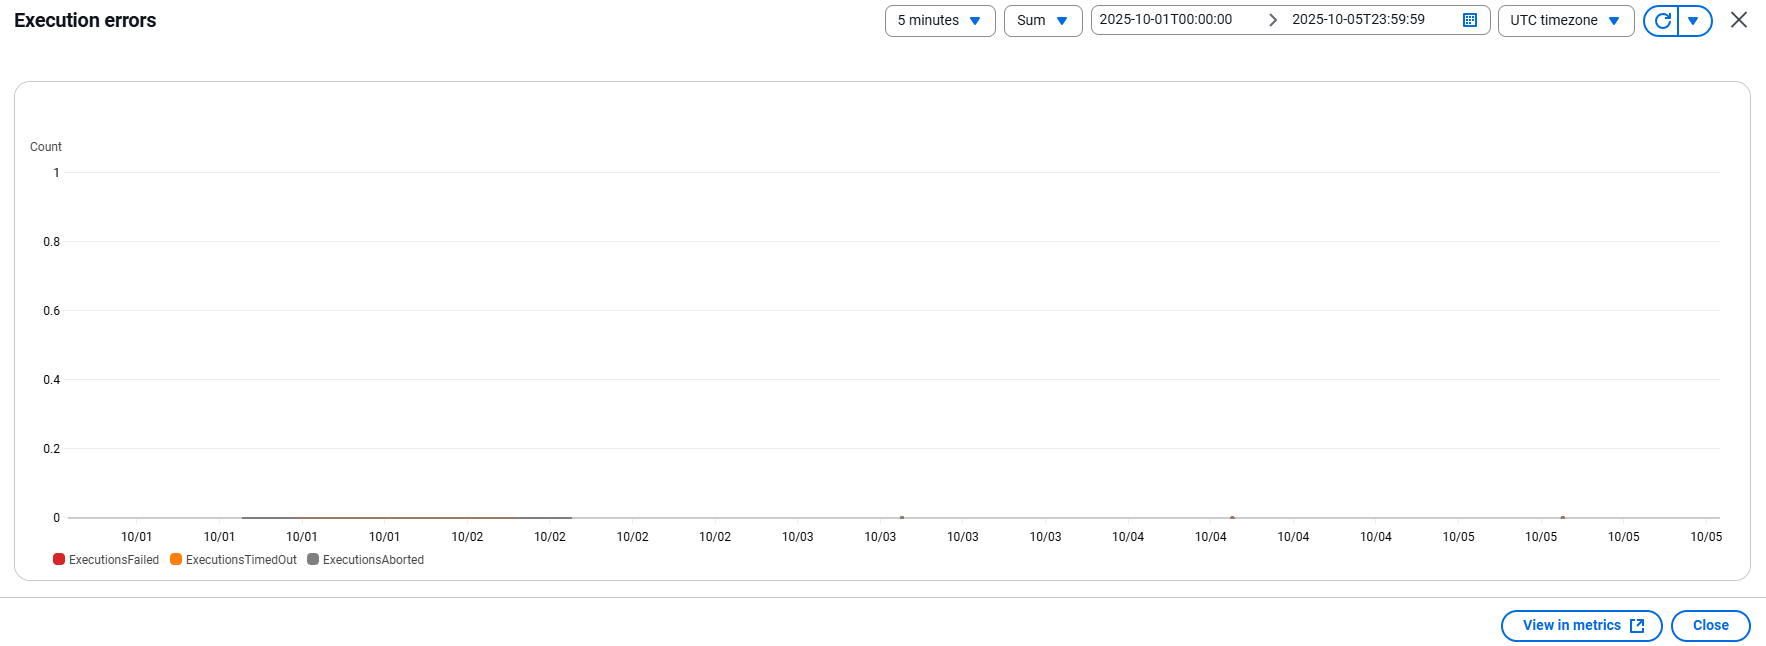 Execution errors
5 minutes
Sum
2025-10-01T00:00:00
2025-10-05T23:59:59
UTC timezone
Count
1
0.8
0.6
0.4
0.2
0
10/01 10/01 10/01 10/01 10/02 10/02 10/02 10/02 10/03 10/03 10/03 10/03 10/04 10/04 10/04 10/04 10/05 10/05 10/05 10/05
ExecutionsFailed ExecutionsTimedOut ExecutionsAborted
View in metrics
Close